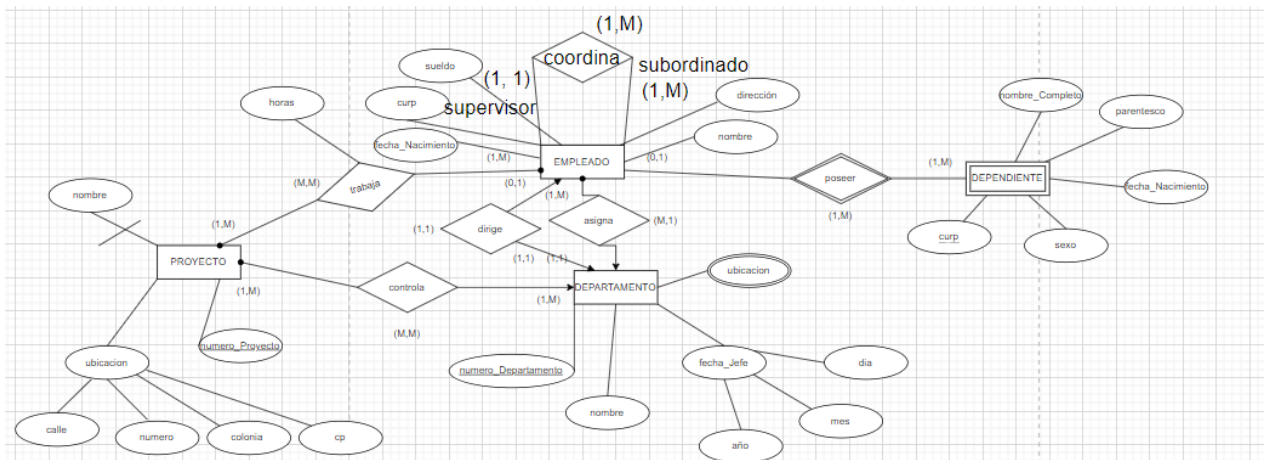 (1,M)
coordina
sueldo
subordinado
(1, 1)
(1,M)
horas
curp
supervisor
dirección
nombre_Completo
parentesco
fecha_Nacimiento
nombre
(1,M)
EMPLEADO
(0,1)
(1,M)
(M,M)
trabaja
(0,1)
(1,M)
poseer
DEPENDIENTE
fecha_Nacimiento
nombre
(1,M)
(1,1)
dirige
asigna
(M,1)
(1,M)
curp
sexo
PROYECTO
(1,1)
(1,1)
ubicacion
(1,M)
controla
(1,M)
DEPARTAMENTO
(M,M)
numero_Proyecto
ubicacion
numero_Departamento
fecha_Jefe
dia
nombre
mes
calle
numero
colonia
cp
año